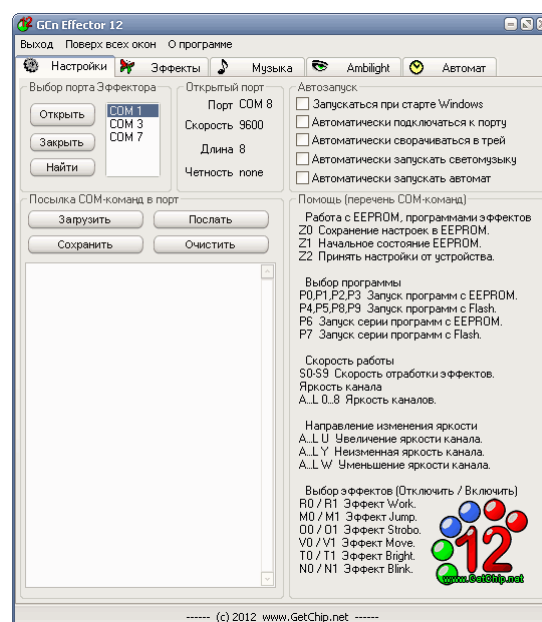 GCn Effector 12
Выход Поверх всех окон О программе
Настройки Эффекты Музыка Ambilight Автомат
Выбор порта Эффектора
Открыть
Закрыть
Найти
COM 1
COM 3
COM 7
Открытый порт
Порт COM 8
Скорость 9600
Длина 8
Четность none
Автозапуск
Запускаться при старте Windows
Автоматически подключаться к порту
Автоматически сворачиваться в трей
Автоматически запускать светомузыку
Автоматически запускать автомат
Посылка COM-команд в порт
Загрузить Послать
Сохранить Очистить
Помощь (перечень COM-команд)
Работа с EEPROM, программами эффектов
Z0 Сохранение настроек в EEPROM.
Z1 Начальное состояние EEPROM.
Z2 Принять настройки от устройства.
Выбор программы
P0,P1,P2,P3 Запуск программ с EEPROM.
P4,P5,P8,P9 Запуск программ с Flash.
P6 Запуск серии программ с EEPROM.
P7 Запуск серии программ с Flash.
Скорость работы
S0-S9 Скорость отработки эффектов.
Яркость канала
A...L 0...8 Яркость каналов.
Направление изменения яркости
A...L U Увеличение яркости канала.
A...L Y Неизменная яркость канала.
A...L W Уменьшение яркости канала.
Выбор эффектов (Отключить / Включить)
R0 / R1 Эффект Work.
M0 / M1 Эффект Jump.
O0 / O1 Эффект Strobo.
V0 / V1 Эффект Move.
T0 / T1 Эффект Bright.
N0 / N1 Эффект Blink.
12
www.GetChip.net
------ (c) 2012 www.GetChip.net ------